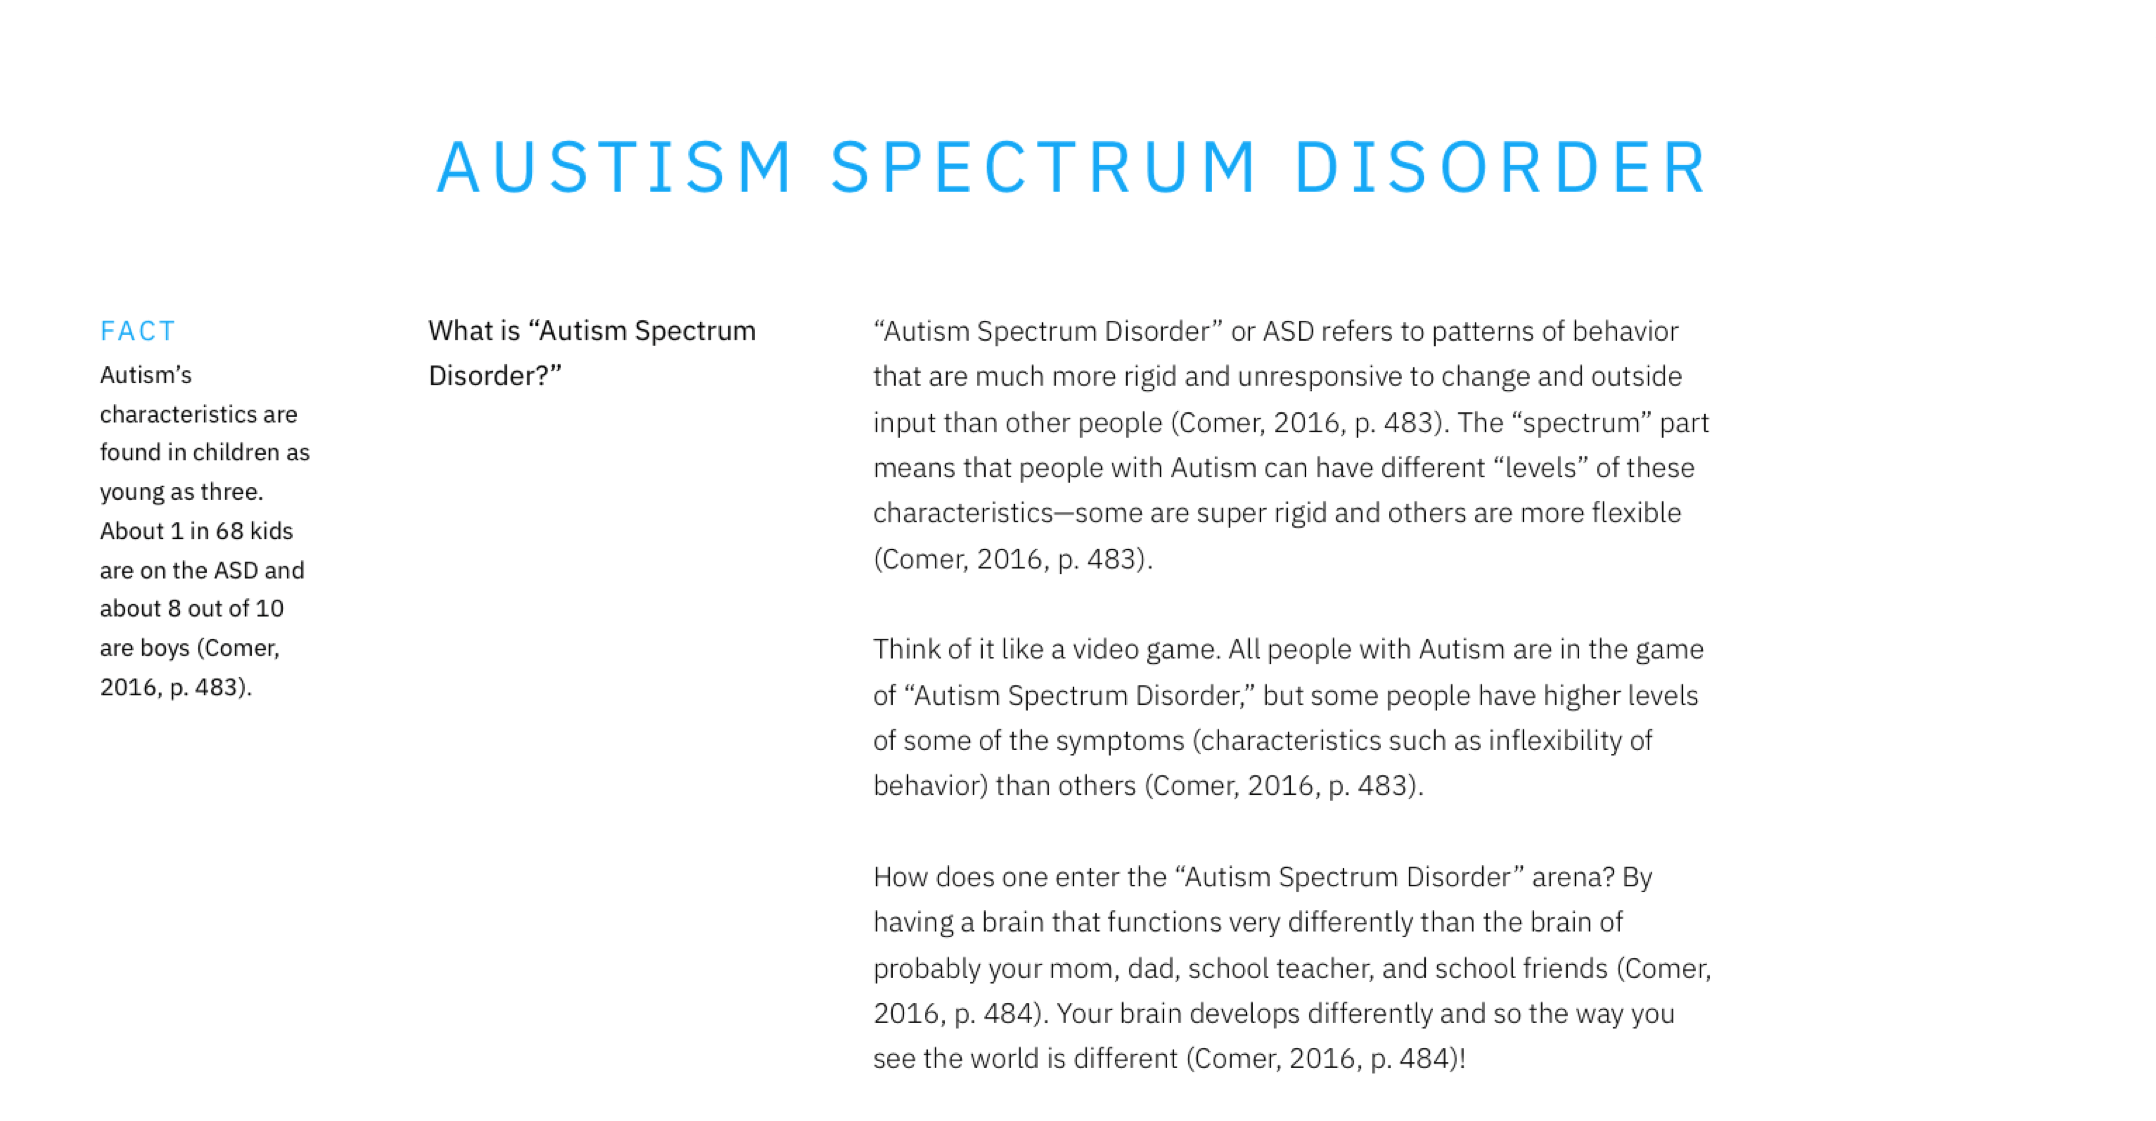 AUSTISM SPECTRUM DISORDER
FACT
Autism’s
characteristics are
found in children as
young as three.
About 1 in 68 kids
are on the ASD and
about 8 out of 10
are boys (Comer,
2016, p. 483).
What is “Autism Spectrum
Disorder?”
“Autism Spectrum Disorder” or ASD refers to patterns of behavior
that are much more rigid and unresponsive to change and outside
input than other people (Comer, 2016, p. 483). The “spectrum” part
means that people with Autism can have different “levels” of these
characteristics—some are super rigid and others are more flexible
(Comer, 2016, p. 483).
Think of it like a video game. All people with Autism are in the game
of “Autism Spectrum Disorder,” but some people have higher levels
of some of the symptoms (characteristics such as inflexibility of
behavior) than others (Comer, 2016, p. 483).
How does one enter the “Autism Spectrum Disorder” arena? By
having a brain that functions very differently than the brain of
probably your mom, dad, school teacher, and school friends (Comer,
2016, p. 484). Your brain develops differently and so the way you
see the world is different (Comer, 2016, p. 484)!